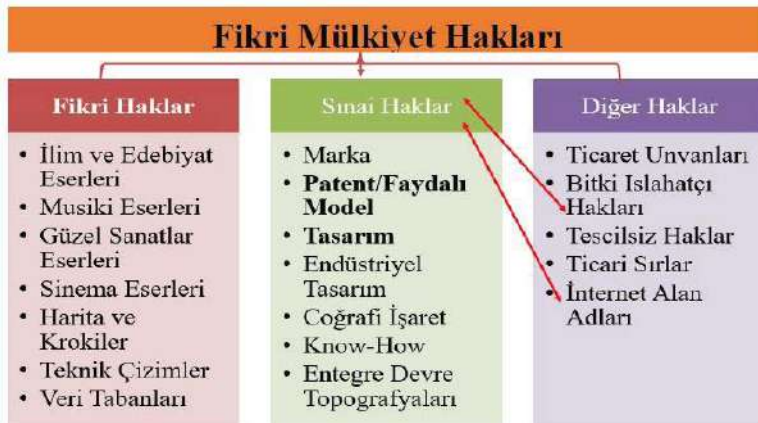 Fikri Mülkiyet Hakları
Fikri Haklar
• İlim ve Edebiyat
Eserleri
• Musiki Eserleri
• Güzel Sanatlar
Eserleri
• Sinema Eserleri
• Harita ve
Krokiler
• Teknik Çizimler
• Veri Tabanları
Sınai Haklar
• Marka
• Patent/Faydalı
Model
• Tasarım
• Endüstriyel
Tasarım
• Coğrafi İşaret
• Know-How
• Entegre Devre
Topografyaları
Diğer Haklar
• Ticaret Unvanları
• Bitki Islahatçı
Hakları
• Tescilsiz Haklar
• Ticari Sırlar
• İnternet Alan
Adları